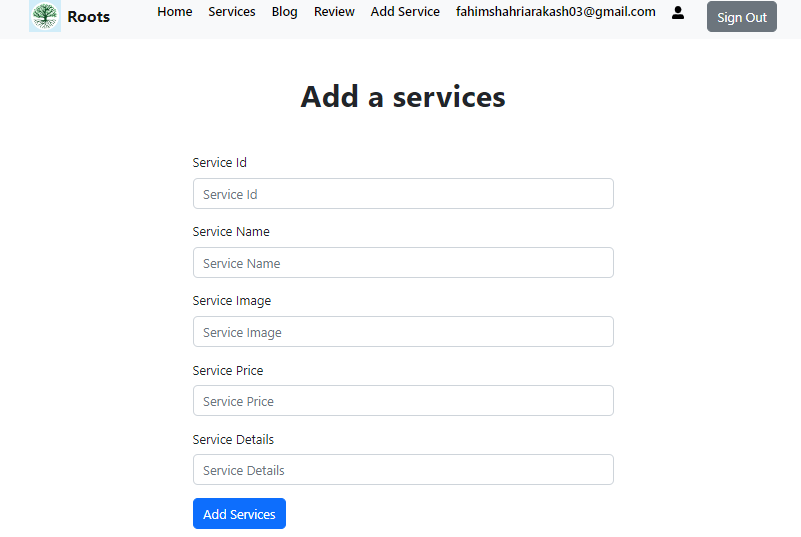 Roots Home Services Blog Review Add Service fahimshahriarakash03@gmail.com Sign Out
Add a services
Service Id
Service Id
Service Name
Service Name
Service Image
Service Image
Service Price
Service Price
Service Details
Service Details
Add Services